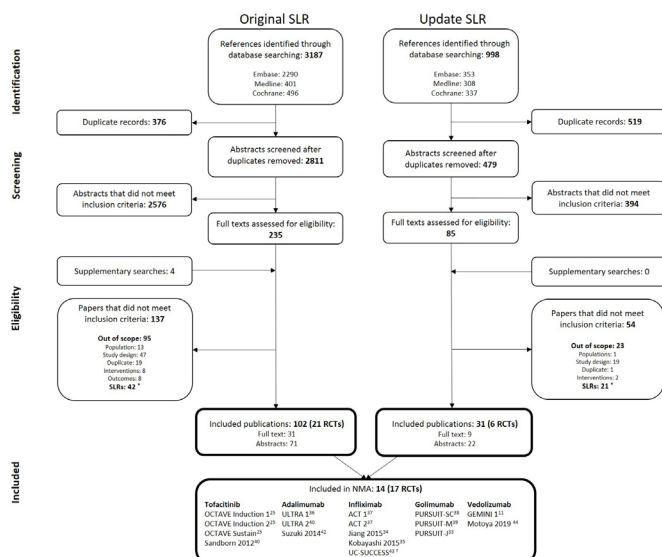 Original SLR
Update SLR
Identification
References identified through
database searching: 3187
Embase: 2290
Medline: 401
Cochrane: 496
References identified through
database searching: 998
Embase: 353
Medline: 308
Cochrane: 337
Duplicate records: 376
Duplicate records: 519
Screening
Abstracts screened after
duplicates removed: 2811
Abstracts screened after
duplicates removed: 479
Abstracts that did not meet
inclusion criteria: 2576
Abstracts that did not meet
inclusion criteria: 394
Full texts assessed for eligibility:
235
Full texts assessed for eligibility:
85
Eligibility
Supplementary searches: 4
Supplementary searches: 0
Papers that did not meet
inclusion criteria: 137
Out of scope: 95
Population: 13
Study design: 47
Duplicate: 19
Interventions: 8
Outcomes: 8
SLRs: 42 *
Papers that did not meet
inclusion criteria: 54
Out of scope: 23
Populations: 1
Study design: 19
Duplicate: 1
Interventions: 2
SLRs: 21 *
Included publications: 102 (21 RCTs)
Full text: 31
Abstracts: 71
Included publications: 31 (6 RCTs)
Full text: 9
Abstracts: 22
Included
Included in NMA: 14 (17 RCTs)
Tofacitinib
OCTAVE Induction 1
OCTAVE Induction 2
OCTAVE Sustain
Sandborn 2012
Adalimumab
ULTRA 1
ULTRA 2
Suzuki 2014
Infliximab
ACT 1
ACT 2
Jiang 2015
Kobayashi 2015
UC-SUCCESS
Golimumab
PURSUIT-SC
PURSUIT-M
PURSUIT-J
Vedolizumab
GEMINI 1
Motoya 2019